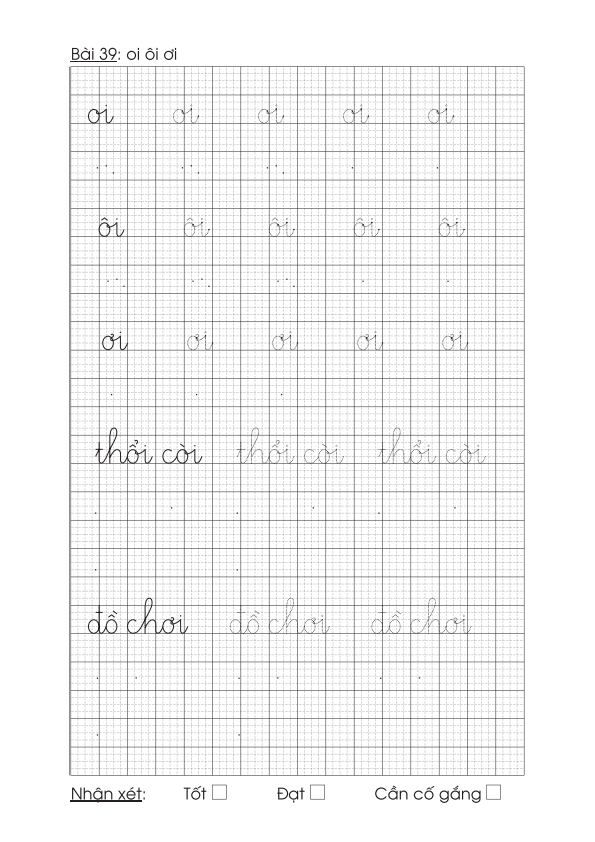 Bài 39: oi ôi ơi
oi oi oi oi oi
ôi ôi ôi ôi ôi
ơi ơi ơi ơi ơi
thổi còi thổi còi thổi còi
đồ chơi đồ chơi đồ chơi
Nhận xét: Tốt Đạt Cần cố gắng